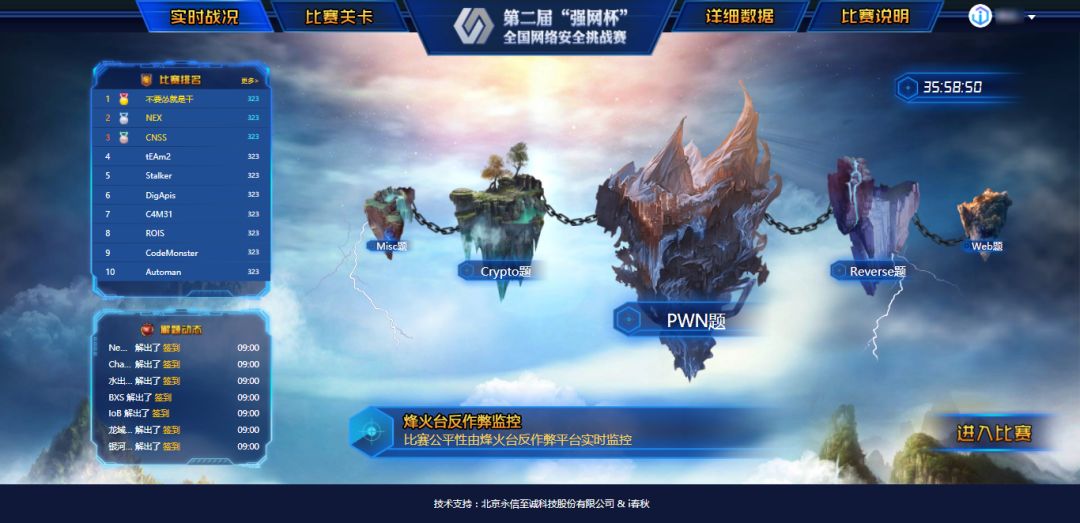 实时战况
比赛关卡
第二届“强网杯”
全国网络安全挑战赛
详细数据
比赛说明
比赛排名 更多>
1 不要怂就是干 323
2 NEX 323
3 CNSS 323
4 tEAm2 323
5 Stalker 323
6 DigApis 323
7 C4M31 323
8 ROIS 323
9 CodeMonster 323
10 Automan 323
35:58:50
Misc题
Crypto题
PWN题
Reverse题
Web题
解题动态
Ne... 解出了 签到 09:00
Cha... 解出了 签到 09:00
水出... 解出了 签到 09:00
BXS 解出了 签到 09:00
IoB 解出了 签到 09:00
龙域... 解出了 签到 09:00
银河... 解出了 签到 09:00
烽火台反作弊监控
比赛公平性由烽火台反作弊平台实时监控
进入比赛
技术支持：北京永信至诚科技股份有限公司 & i春秋